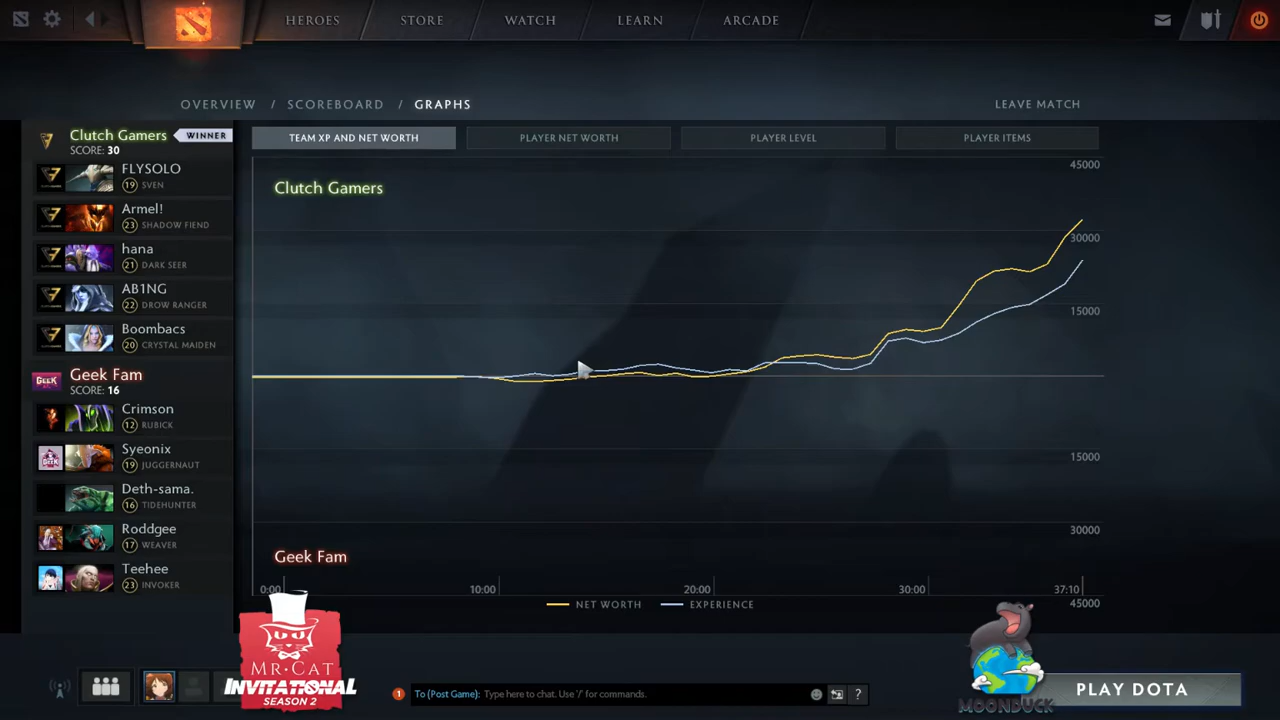 HEROES
STORE
WATCH
LEARN
ARCADE
OVERVIEW / SCOREBOARD / GRAPHS
LEAVE MATCH
Clutch Gamers WINNER
SCORE: 30
FLYSOLO
19 SVEN
Armel!
23 SHADOW FIEND
hana
21 DARK SEER
AB1NG
22 DROW RANGER
Boombacs
20 CRYSTAL MAIDEN
GEEK
Geek Fam
SCORE: 16
Crimson
12 RUBICK
Syeonix
19 JUGGERNAUT
Deth-sama.
16 TIDEHUNTER
Roddgee
17 WEAVER
Teehee
23 INVOKER
TEAM XP AND NET WORTH
PLAYER NET WORTH
PLAYER LEVEL
PLAYER ITEMS
Clutch Gamers
45000
30000
15000
15000
30000
45000
Geek Fam
0:00 10:00 20:00 30:00 37:10
NET WORTH EXPERIENCE
MR·CAT
INVITATIONAL
SEASON 2
1 To (Post Game): Type here to chat. Use '/' for commands.
?
MOONDUCK
PLAY DOTA